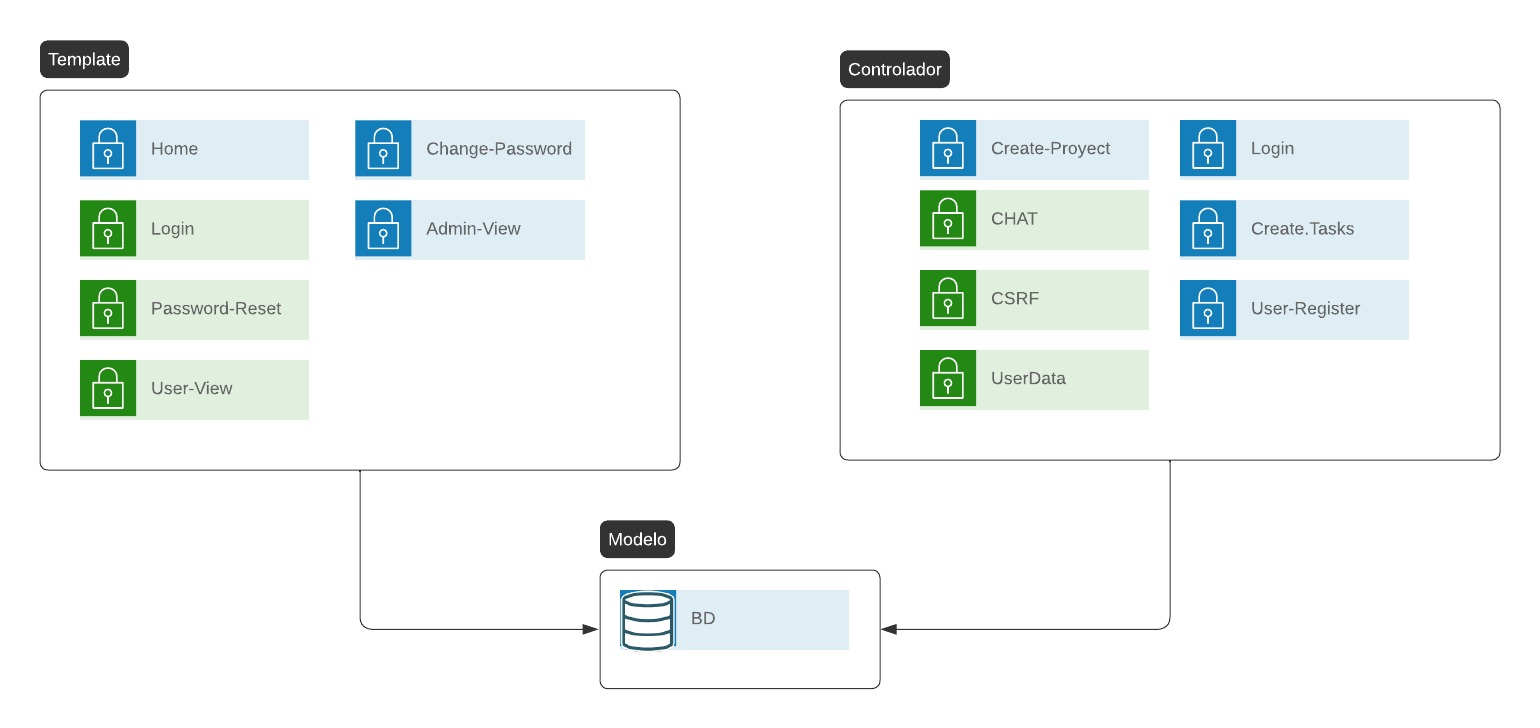 Template
Home
Change-Password
Login
Admin-View
Password-Reset
User-View
Controlador
Create-Proyect
Login
CHAT
Create.Tasks
CSRF
User-Register
UserData
Modelo
BD